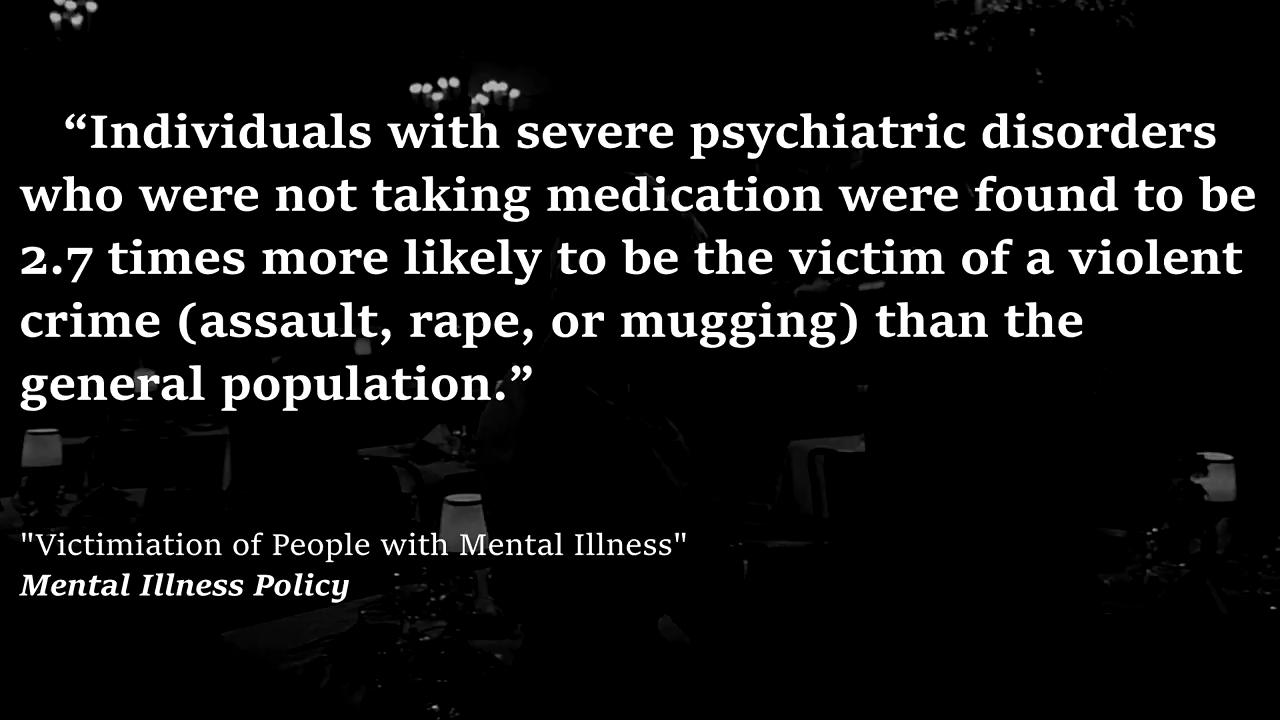 “Individuals with severe psychiatric disorders
who were not taking medication were found to be
2.7 times more likely to be the victim of a violent
crime (assault, rape, or mugging) than the
general population.”
"Victimiation of People with Mental Illness"
Mental Illness Policy